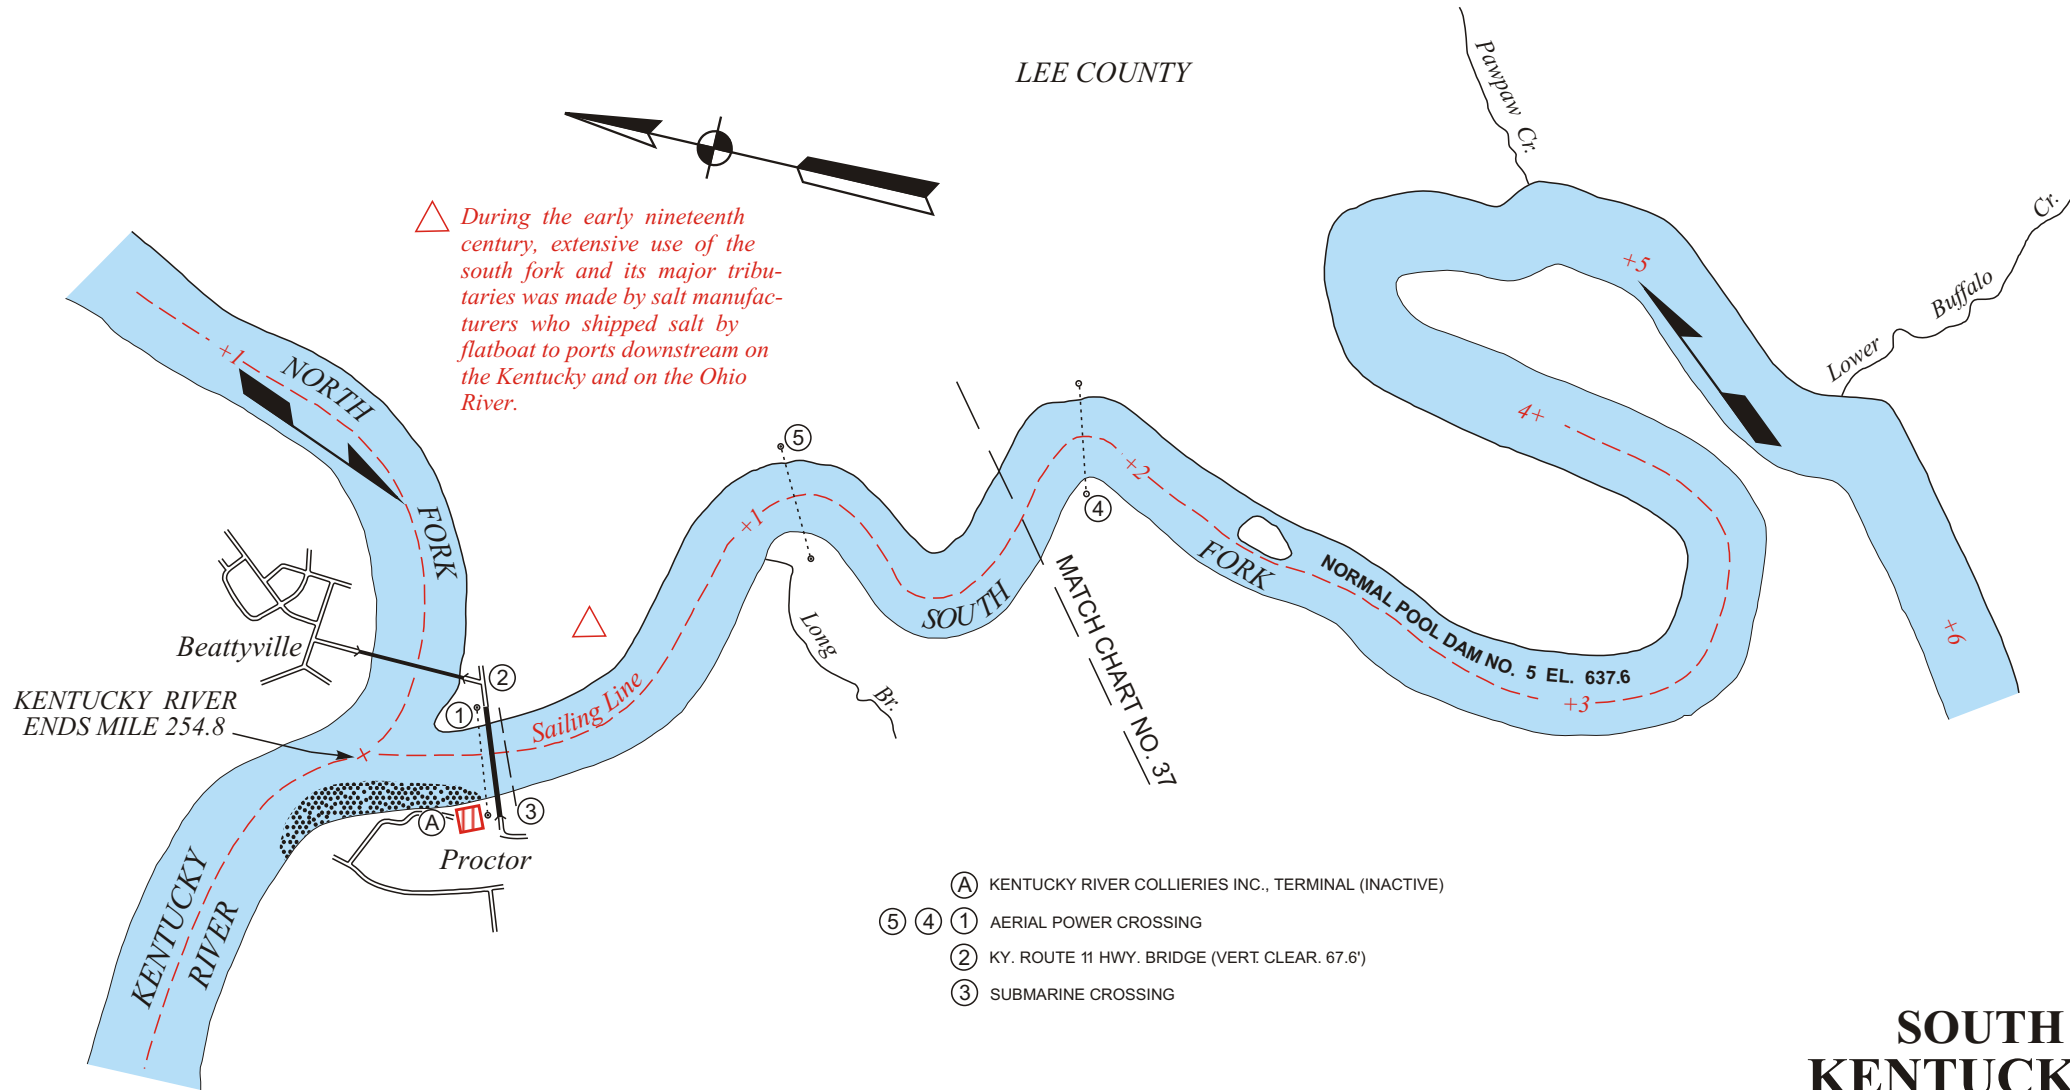 LEE COUNTY
Pawpaw Cr.
Lower Buffalo Cr.
During the early nineteenth
century, extensive use of the
south fork and its major tribu-
taries was made by salt manufac-
turers who shipped salt by
flatboat to ports downstream on
the Kentucky and on the Ohio
River.
+1
NORTH
FORK
+5
4+
+6
+3
+2
+1
5
4
SOUTH
FORK
NORMAL POOL DAM NO. 5 EL. 637.6
MATCH CHART NO. 37
Long Br.
Beattyville
KENTUCKY RIVER
ENDS MILE 254.8
2
1
Sailing Line
3
A
Proctor
KENTUCKY
RIVER
A KENTUCKY RIVER COLLIERIES INC., TERMINAL (INACTIVE)
5 4 1 AERIAL POWER CROSSING
2 KY. ROUTE 11 HWY. BRIDGE (VERT. CLEAR. 67.6')
3 SUBMARINE CROSSING
SOUTH
KENTUCK